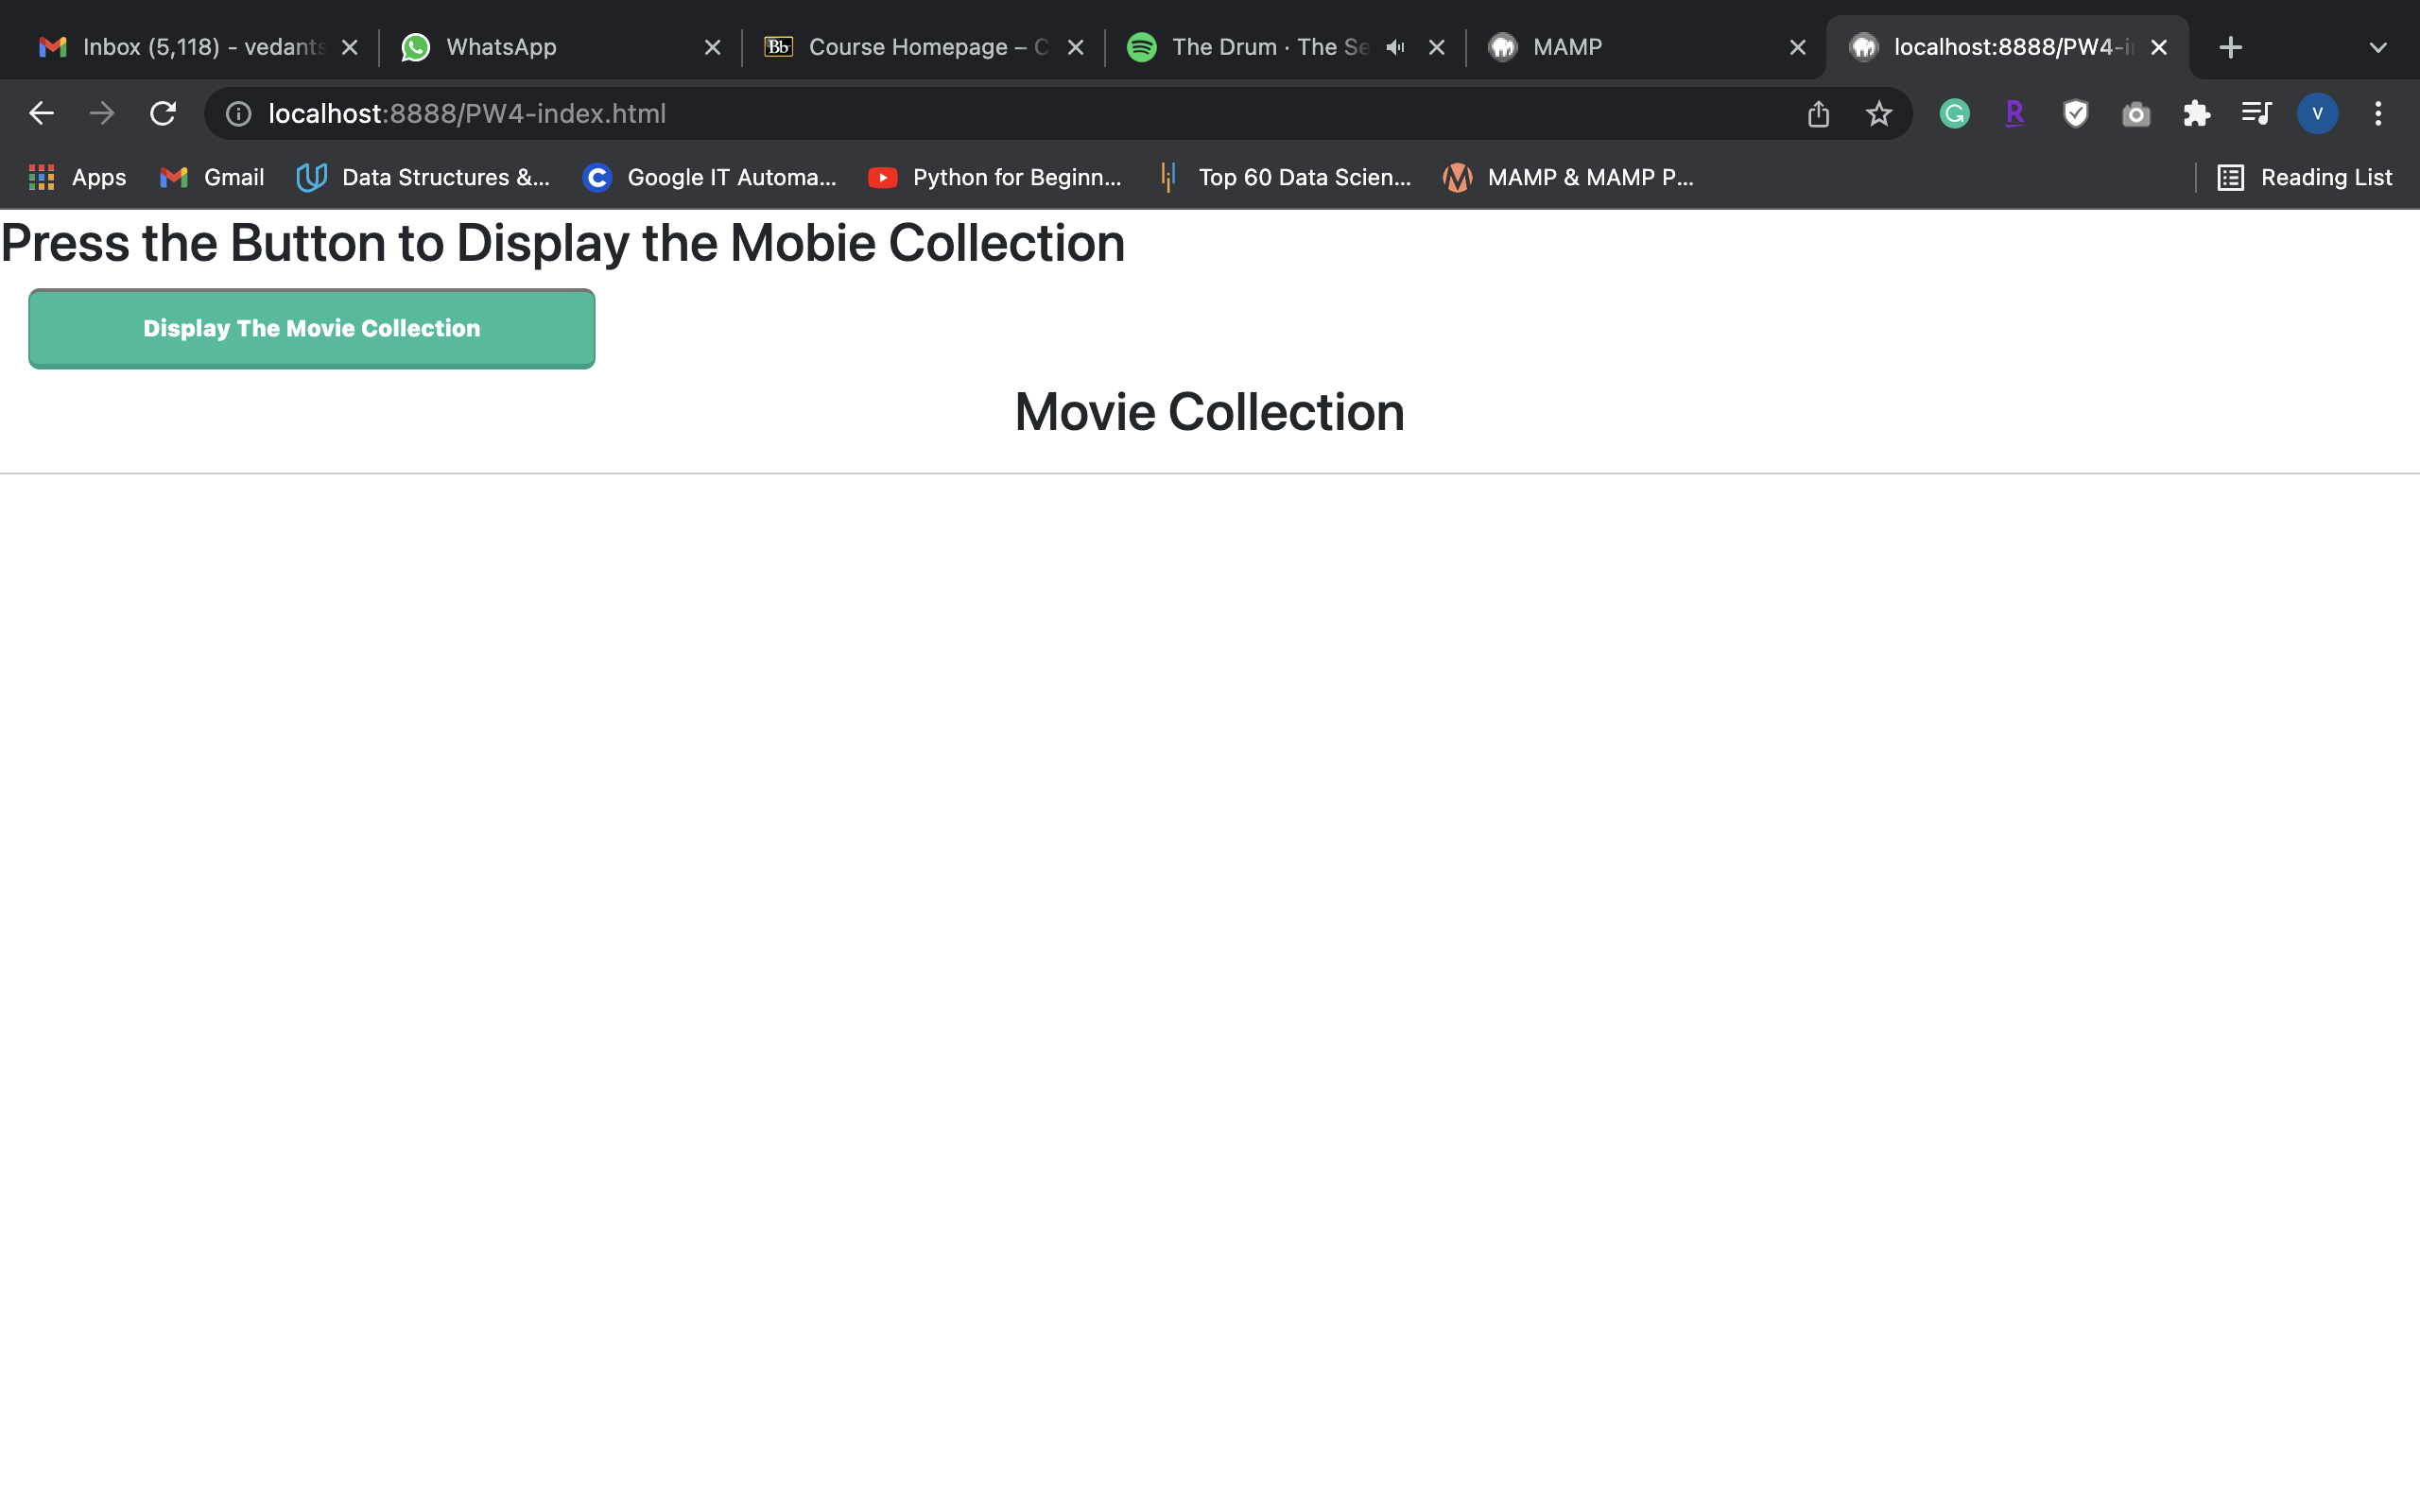 Inbox (5,118) - vedants
WhatsApp
Bb Course Homepage – C
The Drum · The Se
MAMP
localhost:8888/PW4-in
localhost:8888/PW4-index.html
V
Apps
Gmail
Data Structures &...
Google IT Automa...
Python for Beginn...
Top 60 Data Scien...
MAMP & MAMP P...
Reading List
Press the Button to Display the Mobie Collection
Display The Movie Collection
Movie Collection